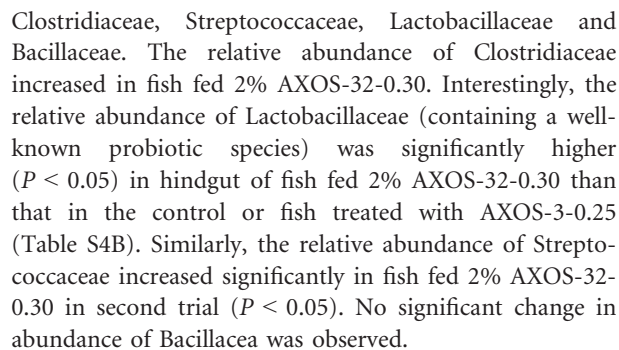 Clostridiaceae, Streptococcaceae, Lactobacillaceae and
Bacillaceae. The relative abundance of Clostridiaceae
increased in fish fed 2% AXOS-32-0.30. Interestingly, the
relative abundance of Lactobacillaceae (containing a well-
known probiotic species) was significantly higher
(P < 0.05) in hindgut of fish fed 2% AXOS-32-0.30 than
that in the control or fish treated with AXOS-3-0.25
(Table S4B). Similarly, the relative abundance of Strepto-
coccaceae increased significantly in fish fed 2% AXOS-32-
0.30 in second trial (P < 0.05). No significant change in
abundance of Bacillacea was observed.